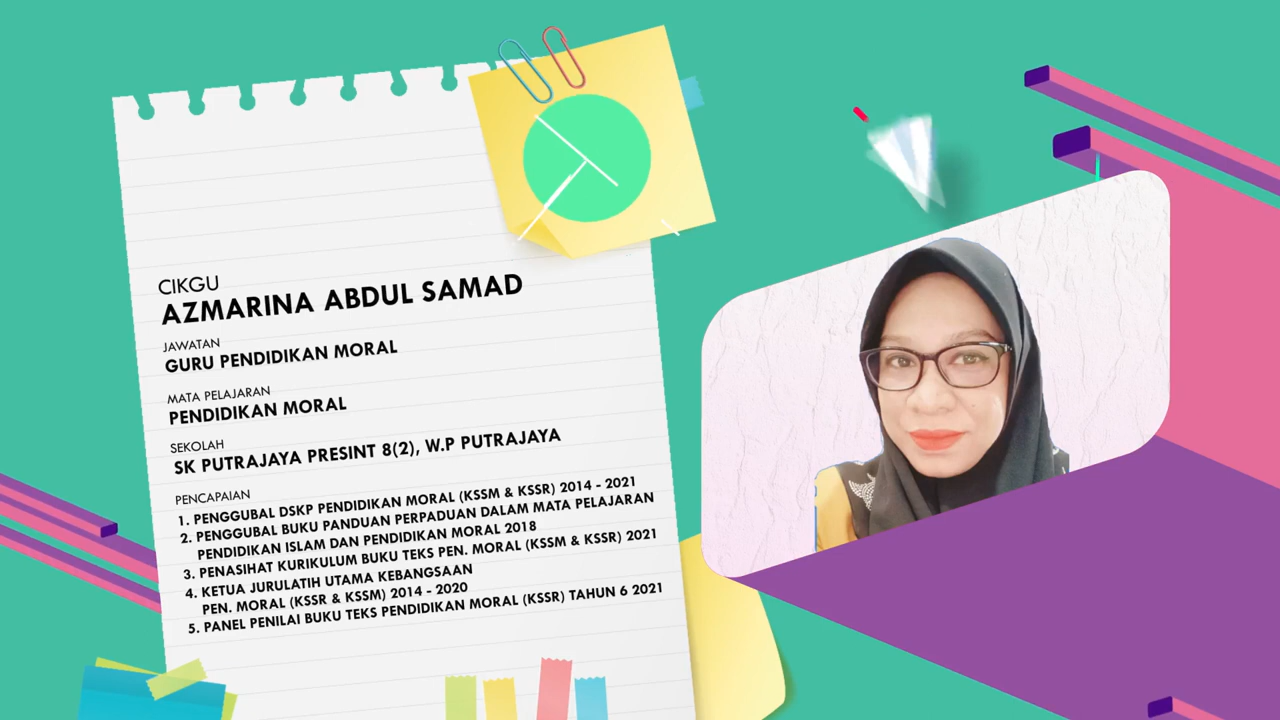 CIKGU
AZMARINA ABDUL SAMAD
JAWATAN
GURU PENDIDIKAN MORAL
MATA PELAJARAN
PENDIDIKAN MORAL
SEKOLAH
SK PUTRAJAYA PRESINT 8(2), W.P PUTRAJAYA
PENCAPAIAN
1. PENGGUBAL DSKP PENDIDIKAN MORAL (KSSM & KSSR) 2014 - 2021
2. PENGGUBAL BUKU PANDUAN PERPADUAN DALAM MATA PELAJARAN
PENDIDIKAN ISLAM DAN PENDIDIKAN MORAL 2018
3. PENASIHAT KURIKULUM BUKU TEKS PEN. MORAL (KSSM & KSSR) 2021
4. KETUA JURULATIH UTAMA KEBANGSAAN
PEN. MORAL (KSSR & KSSM) 2014 - 2020
5. PANEL PENILAI BUKU TEKS PENDIDIKAN MORAL (KSSR) TAHUN 6 2021